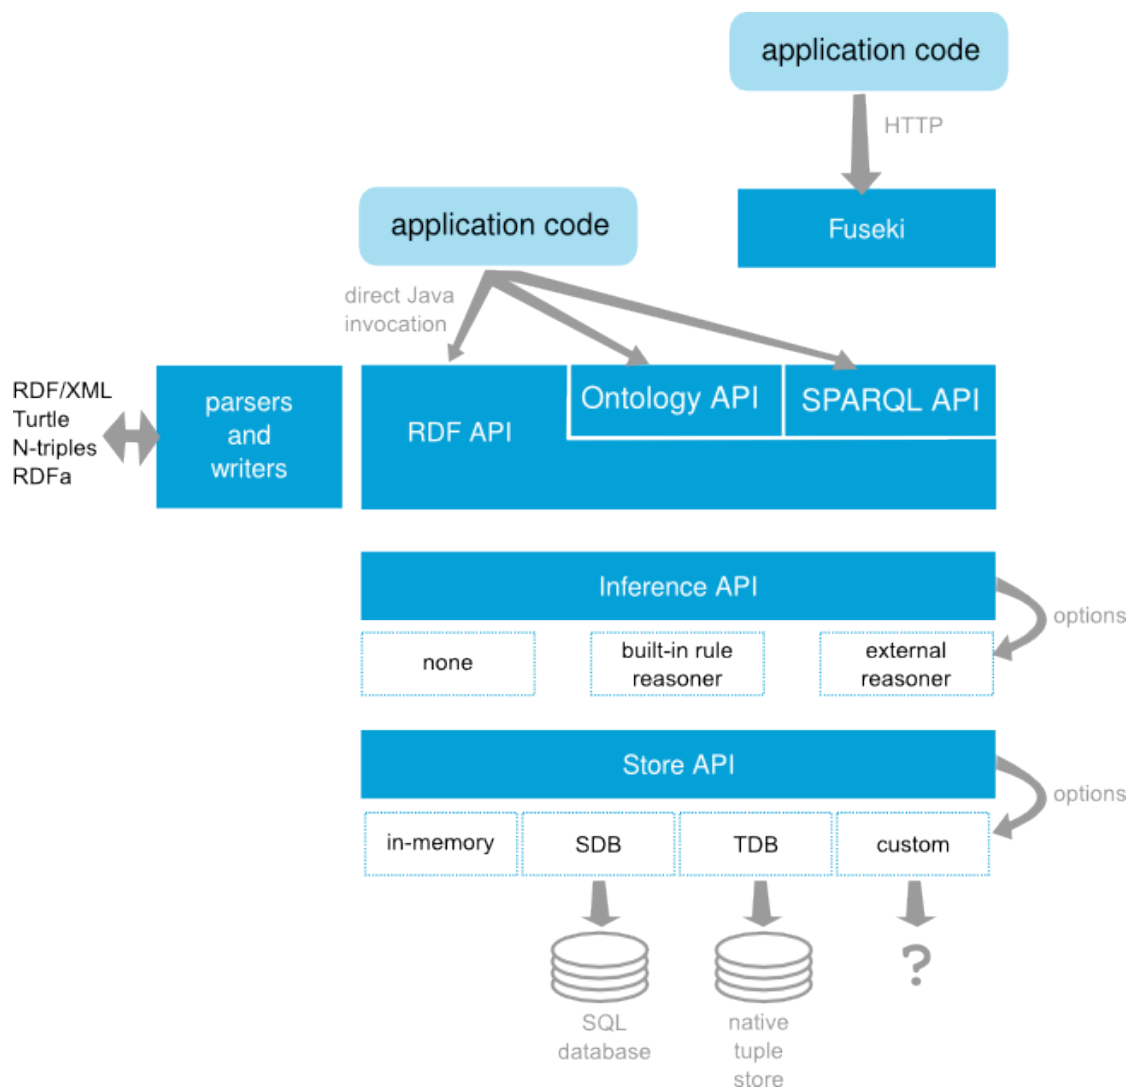 application code
HTTP
Fuseki
application code
direct Java
invocation
RDF/XML
Turtle
N-triples
RDFa
parsers
and
writers
RDF API
Ontology API
SPARQL API
Inference API
options
none
built-in rule
reasoner
external
reasoner
Store API
options
in-memory
SDB
TDB
custom
?
SQL
database
native
tuple
store